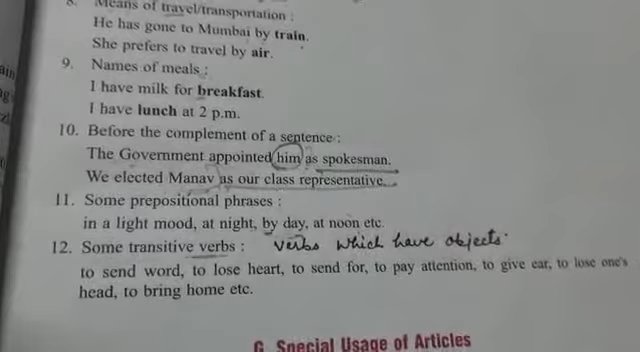 8. Means of travel/transportation :
He has gone to Mumbai by train.
She prefers to travel by air.
9. Names of meals :
I have milk for breakfast.
I have lunch at 2 p.m.
10. Before the complement of a sentence :
The Government appointed him as spokesman.
We elected Manav as our class representative.
11. Some prepositional phrases :
in a light mood, at night, by day, at noon etc.
12. Some transitive verbs : verbs which have objects.
to send word, to lose heart, to send for, to pay attention, to give ear, to lose one's
head, to bring home etc.
G. Special Usage of Articles